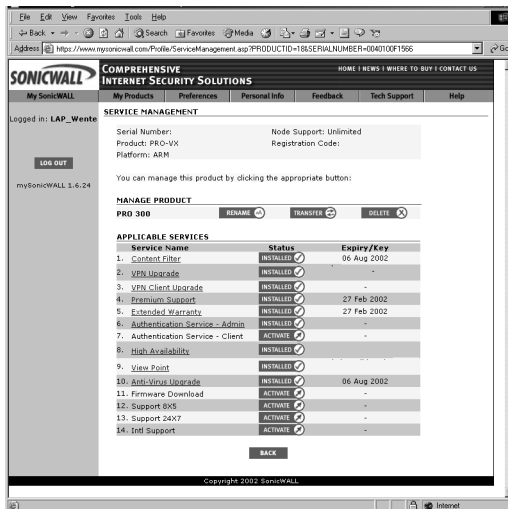 File Edit View Favorites Tools Help
Back Search Favorites Media
Address https://www.mysonicwall.com/Profile/ServiceManagement.asp?PRODUCTID=18&SERIALNUMBER=0040100F1566 Go
SONICWALL
COMPREHENSIVE
INTERNET SECURITY SOLUTIONS
HOME | NEWS | WHERE TO BUY | CONTACT US
My SonicWALL My Products Preferences Personal Info Feedback Tech Support Help
Logged in: LAP_Wente
LOG OUT
mySonicWALL 1.6.24
SERVICE MANAGEMENT
Serial Number: Node Support: Unlimited
Product: PRO-VX Registration Code:
Platform: ARM
You can manage this product by clicking the appropriate button:
MANAGE PRODUCT
PRO 300 RENAME TRANSFER DELETE
APPLICABLE SERVICES
Service Name Status Expiry/Key
1. Content Filter INSTALLED 06 Aug 2002
2. VPN Upgrade INSTALLED -
3. VPN Client Upgrade INSTALLED -
4. Premium Support INSTALLED 27 Feb 2002
5. Extended Warranty INSTALLED 27 Feb 2002
6. Authentication Service - Admin INSTALLED -
7. Authentication Service - Client ACTIVATE -
8. High Availability INSTALLED
9. View Point INSTALLED
10. Anti-Virus Upgrade INSTALLED 06 Aug 2002
11. Firmware Download ACTIVATE -
12. Support 8X5 ACTIVATE -
13. Support 24X7 ACTIVATE -
14. Intl Support ACTIVATE -
BACK
Copyright 2002 SonicWALL
Internet